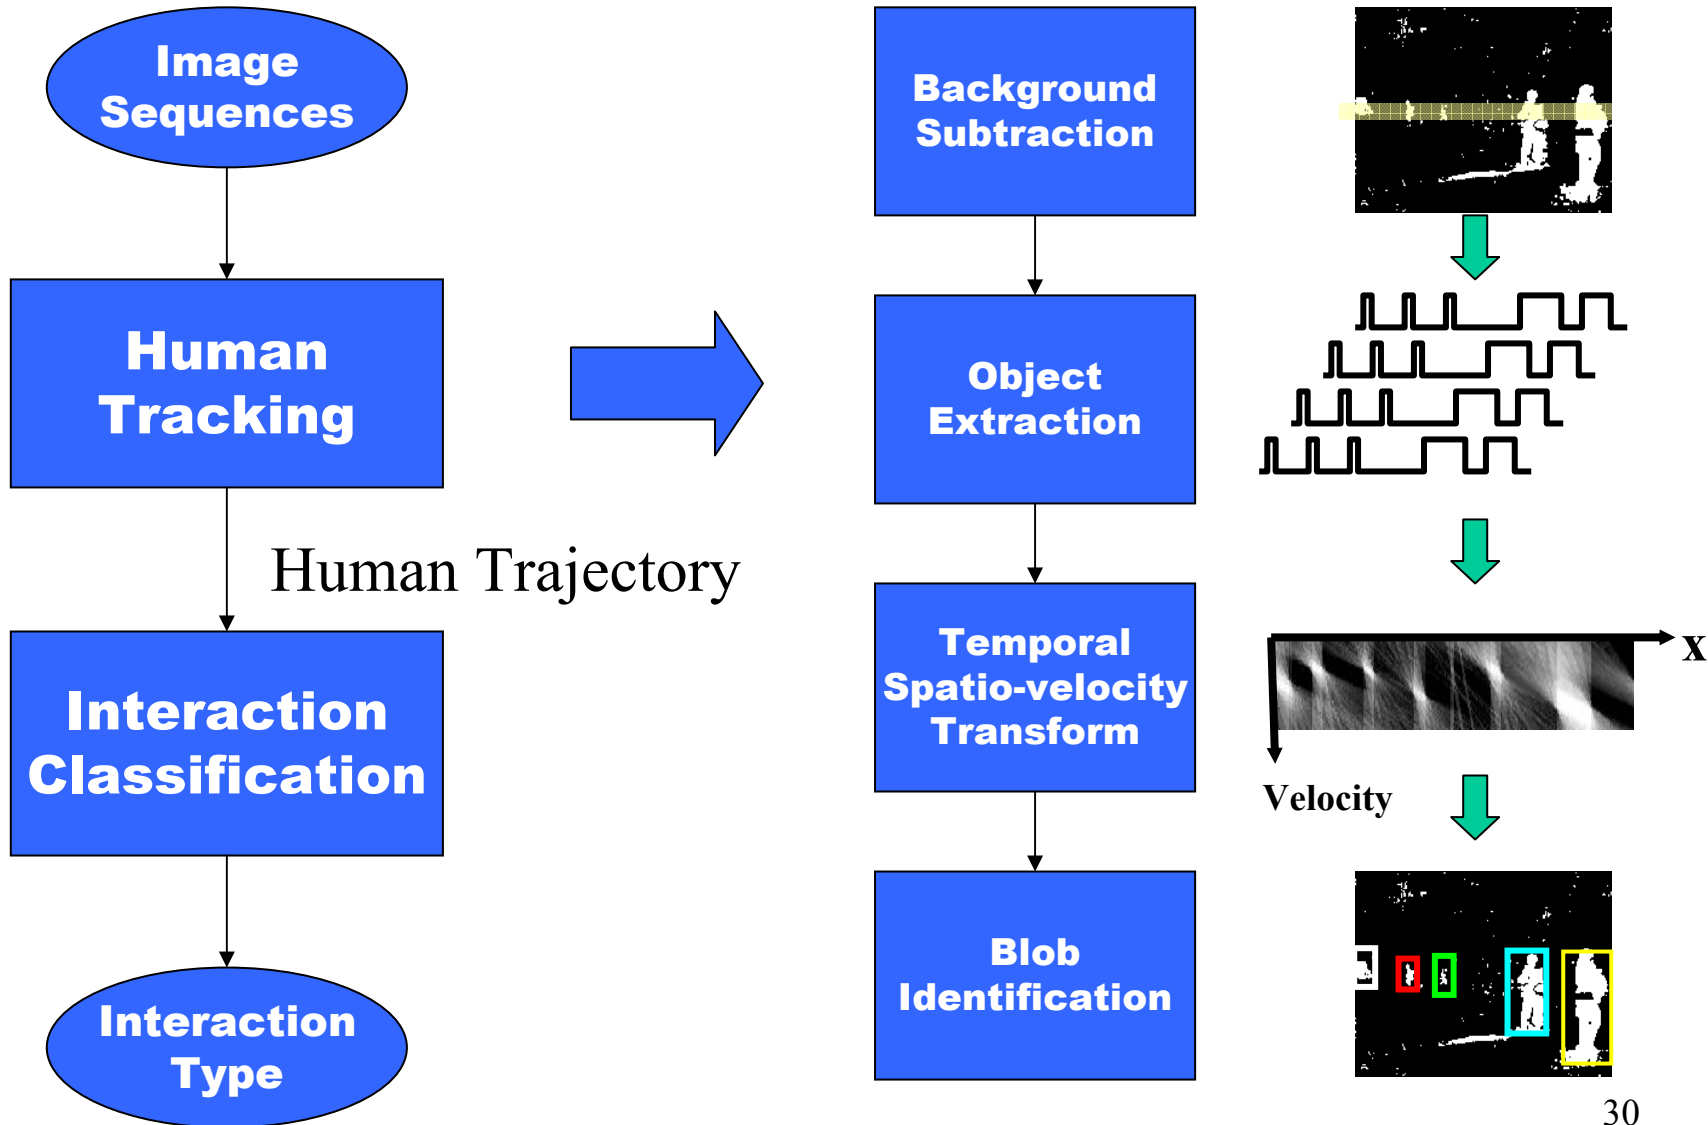 Image
Sequences
Human
Tracking
Human Trajectory
Interaction
Classification
Interaction
Type
Background
Subtraction
Object
Extraction
Temporal
Spatio-velocity
Transform
Blob
Identification
x
Velocity
30